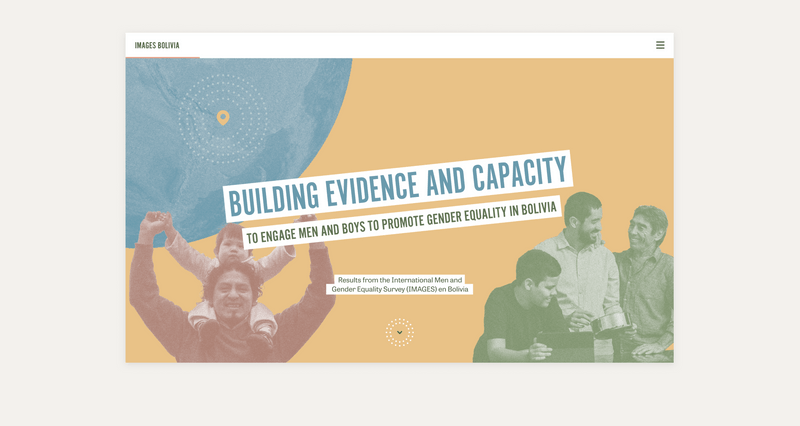 IMAGES BOLIVIA
BUILDING EVIDENCE AND CAPACITY
TO ENGAGE MEN AND BOYS TO PROMOTE GENDER EQUALITY IN BOLIVIA
Results from the International Men and
Gender Equality Survey (IMAGES) en Bolivia